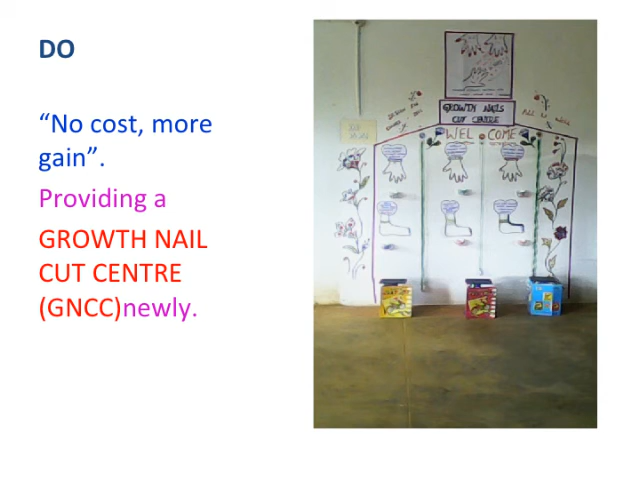 DO
“No cost, more
gain”.
Providing a
GROWTH NAIL
CUT CENTRE
(GNCC)newly.
GROWTH NAILS
CUT CENTRE
WEL COME